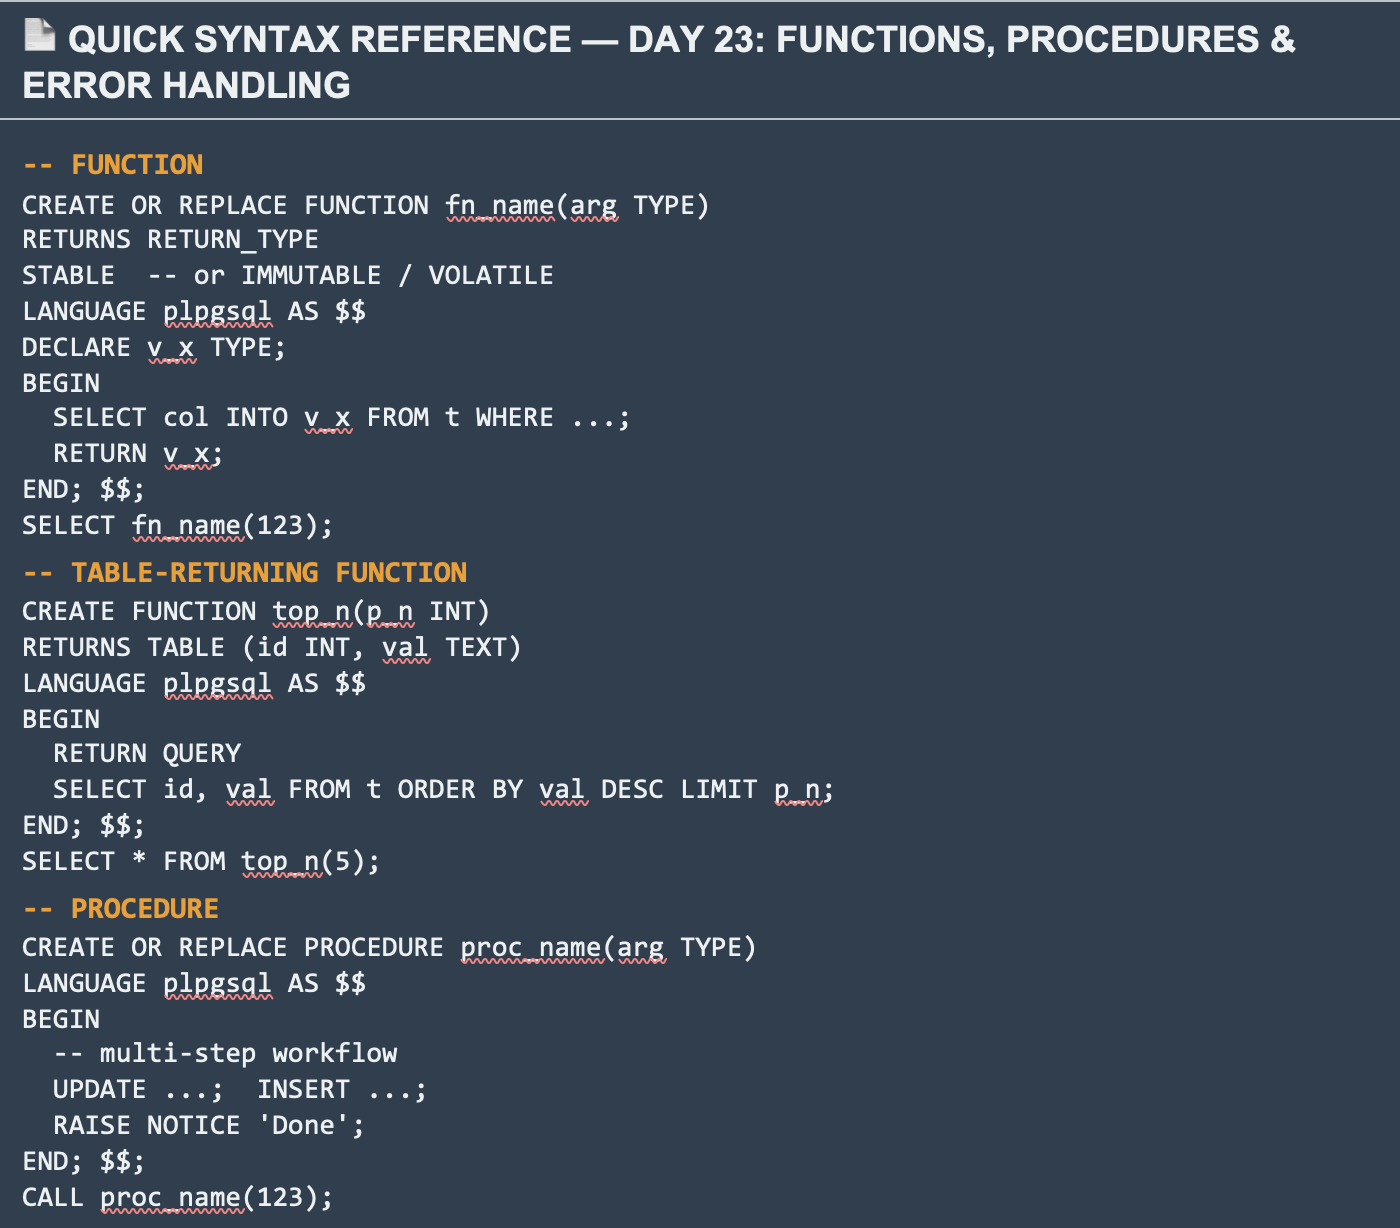 QUICK SYNTAX REFERENCE — DAY 23: FUNCTIONS, PROCEDURES &
ERROR HANDLING
-- FUNCTION
CREATE OR REPLACE FUNCTION fn_name(arg TYPE)
RETURNS RETURN_TYPE
STABLE  -- or IMMUTABLE / VOLATILE
LANGUAGE plpgsql AS $$
DECLARE v_x TYPE;
BEGIN
  SELECT col INTO v_x FROM t WHERE ...;
  RETURN v_x;
END; $$;
SELECT fn_name(123);
-- TABLE-RETURNING FUNCTION
CREATE FUNCTION top_n(p_n INT)
RETURNS TABLE (id INT, val TEXT)
LANGUAGE plpgsql AS $$
BEGIN
  RETURN QUERY
  SELECT id, val FROM t ORDER BY val DESC LIMIT p_n;
END; $$;
SELECT * FROM top_n(5);
-- PROCEDURE
CREATE OR REPLACE PROCEDURE proc_name(arg TYPE)
LANGUAGE plpgsql AS $$
BEGIN
  -- multi-step workflow
  UPDATE ...;  INSERT ...;
  RAISE NOTICE 'Done';
END; $$;
CALL proc_name(123);